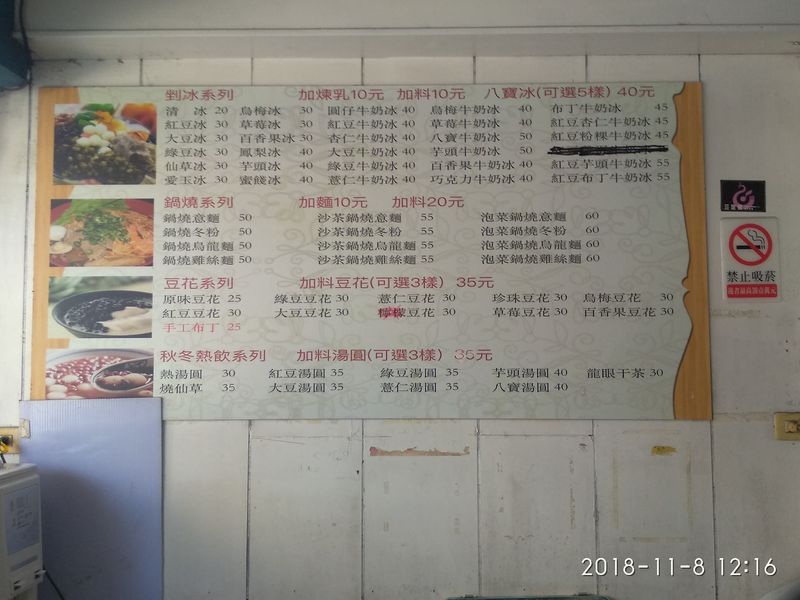 剉冰系列 加煉乳10元 加料10元 八寶冰(可選5樣) 40元
清 冰 20 烏梅冰 30 圓仔牛奶冰 40 烏梅牛奶冰 40 布丁牛奶冰 45
紅豆冰 30 草莓冰 30 紅豆牛奶冰 40 草莓牛奶冰 40 紅豆杏仁牛奶冰 45
大豆冰 30 百香果冰 30 杏仁牛奶冰 40 八寶牛奶冰 50 紅豆粉粿牛奶冰 45
綠豆冰 30 鳳梨冰 40 大豆牛奶冰 40 芋頭牛奶冰 50
仙草冰 30 芋頭冰 40 綠豆牛奶冰 40 百香果牛奶冰 40 紅豆芋頭牛奶冰 55
愛玉冰 30 蜜餞冰 40 薏仁牛奶冰 40 巧克力牛奶冰 40 紅豆布丁牛奶冰 55
鍋燒系列 加麵10元 加料20元
鍋燒意麵 50 沙茶鍋燒意麵 55 泡菜鍋燒意麵 60
鍋燒冬粉 50 沙茶鍋燒冬粉 55 泡菜鍋燒冬粉 60
鍋燒烏龍麵 50 沙茶鍋燒烏龍麵 55 泡菜鍋燒烏龍麵 60
鍋燒雞絲麵 50 沙茶鍋燒雞絲麵 55 泡菜鍋燒雞絲麵 60
豆花系列 加料豆花(可選3樣) 35元
原味豆花 25 綠豆豆花 30 薏仁豆花 30 珍珠豆花 30 烏梅豆花 30
紅豆豆花 30 大豆豆花 30 檸檬豆花 30 草莓豆花 30 百香果豆花 30
手工布丁 25
秋冬熱飲系列 加料湯圓(可選3樣) 35元
熱湯圓 30 紅豆湯圓 35 綠豆湯圓 35 芋頭湯圓 40 龍眼干茶 30
燒仙草 35 大豆湯圓 35 薏仁湯圓 35 八寶湯圓 40
禁止吸菸
2018-11-8 12:16